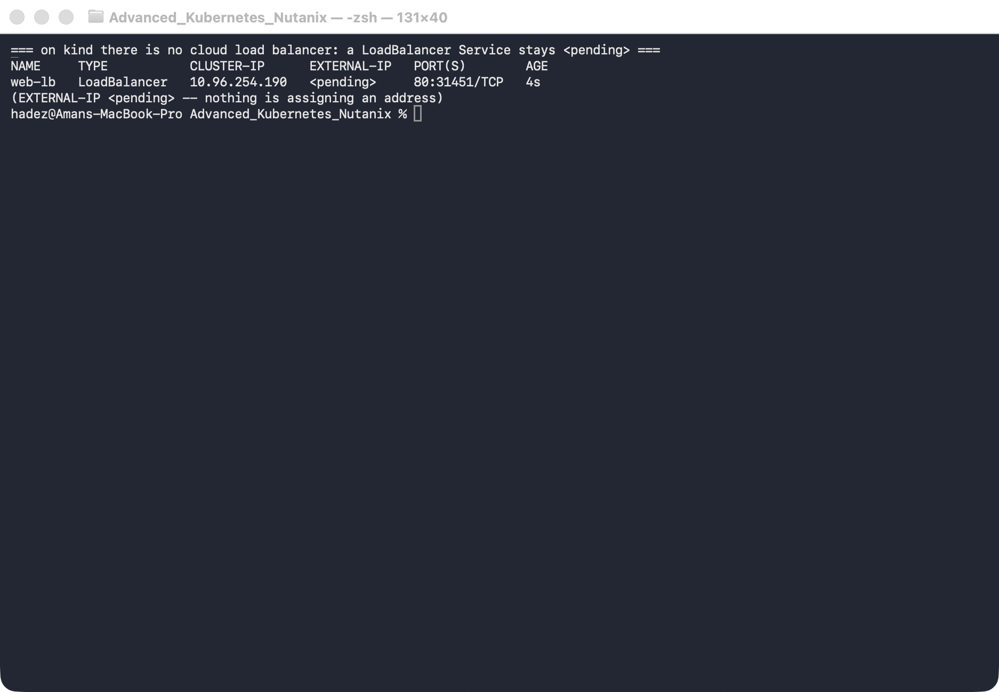 Advanced_Kubernetes_Nutanix — -zsh — 131×40
=== on kind there is no cloud load balancer: a LoadBalancer Service stays <pending> ===
NAME     TYPE           CLUSTER-IP      EXTERNAL-IP   PORT(S)        AGE
web-lb   LoadBalancer   10.96.254.190   <pending>     80:31451/TCP   4s
(EXTERNAL-IP <pending> -- nothing is assigning an address)
hadez@Amans-MacBook-Pro Advanced_Kubernetes_Nutanix %